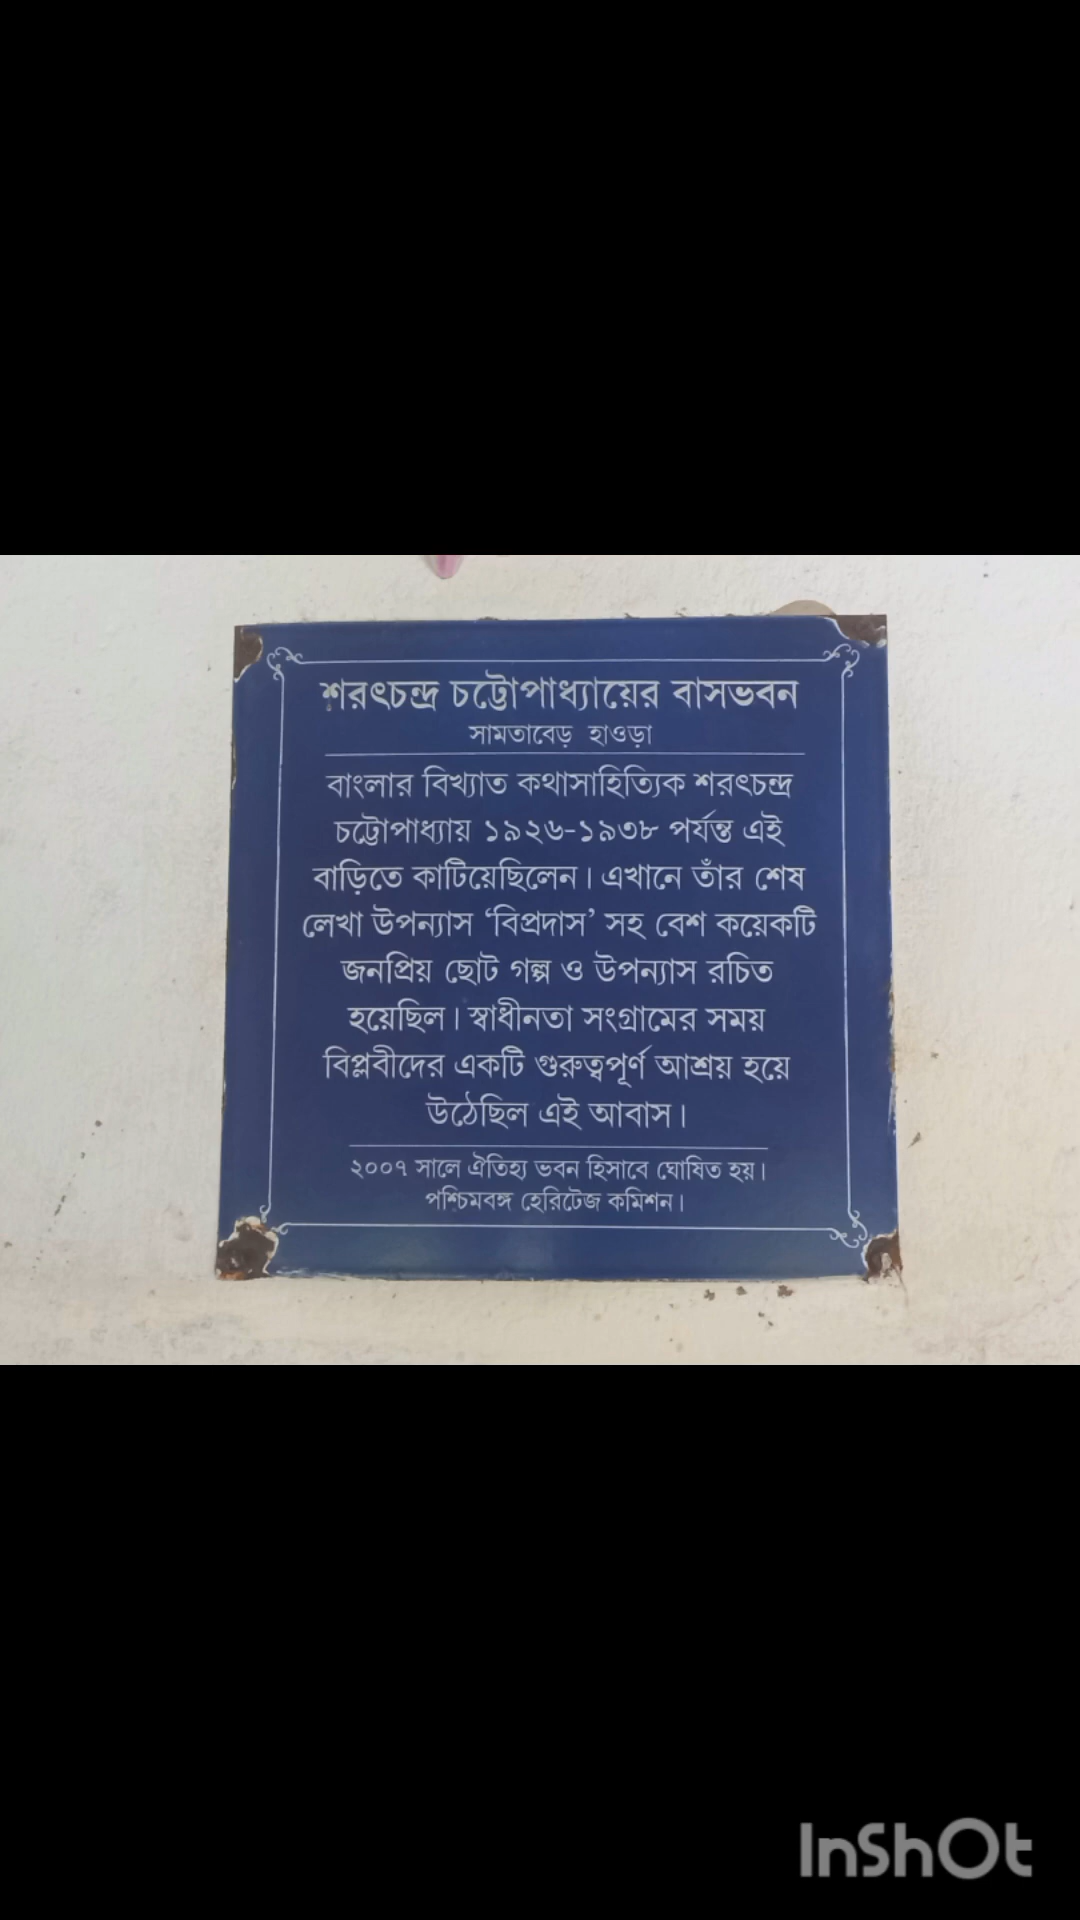 শরৎচন্দ্র চট্টোপাধ্যায়ের বাসভবন
সামতাবেড় হাওড়া
বাংলার বিখ্যাত কথাসাহিত্যিক শরৎচন্দ্র
চট্টোপাধ্যায় ১৯২৬-১৯৩৮ পর্যন্ত এই
বাড়িতে কাটিয়েছিলেন। এখানে তাঁর শেষ
লেখা উপন্যাস ‘বিপ্রদাস’ সহ বেশ কয়েকটি
জনপ্রিয় ছোট গল্প ও উপন্যাস রচিত
হয়েছিল। স্বাধীনতা সংগ্রামের সময়
বিপ্লবীদের একটি গুরুত্বপূর্ণ আশ্রয় হয়ে
উঠেছিল এই আবাস।
২০০৭ সালে ঐতিহ্য ভবন হিসাবে ঘোষিত হয়।
পশ্চিমবঙ্গ হেরিটেজ কমিশন।
InShOt